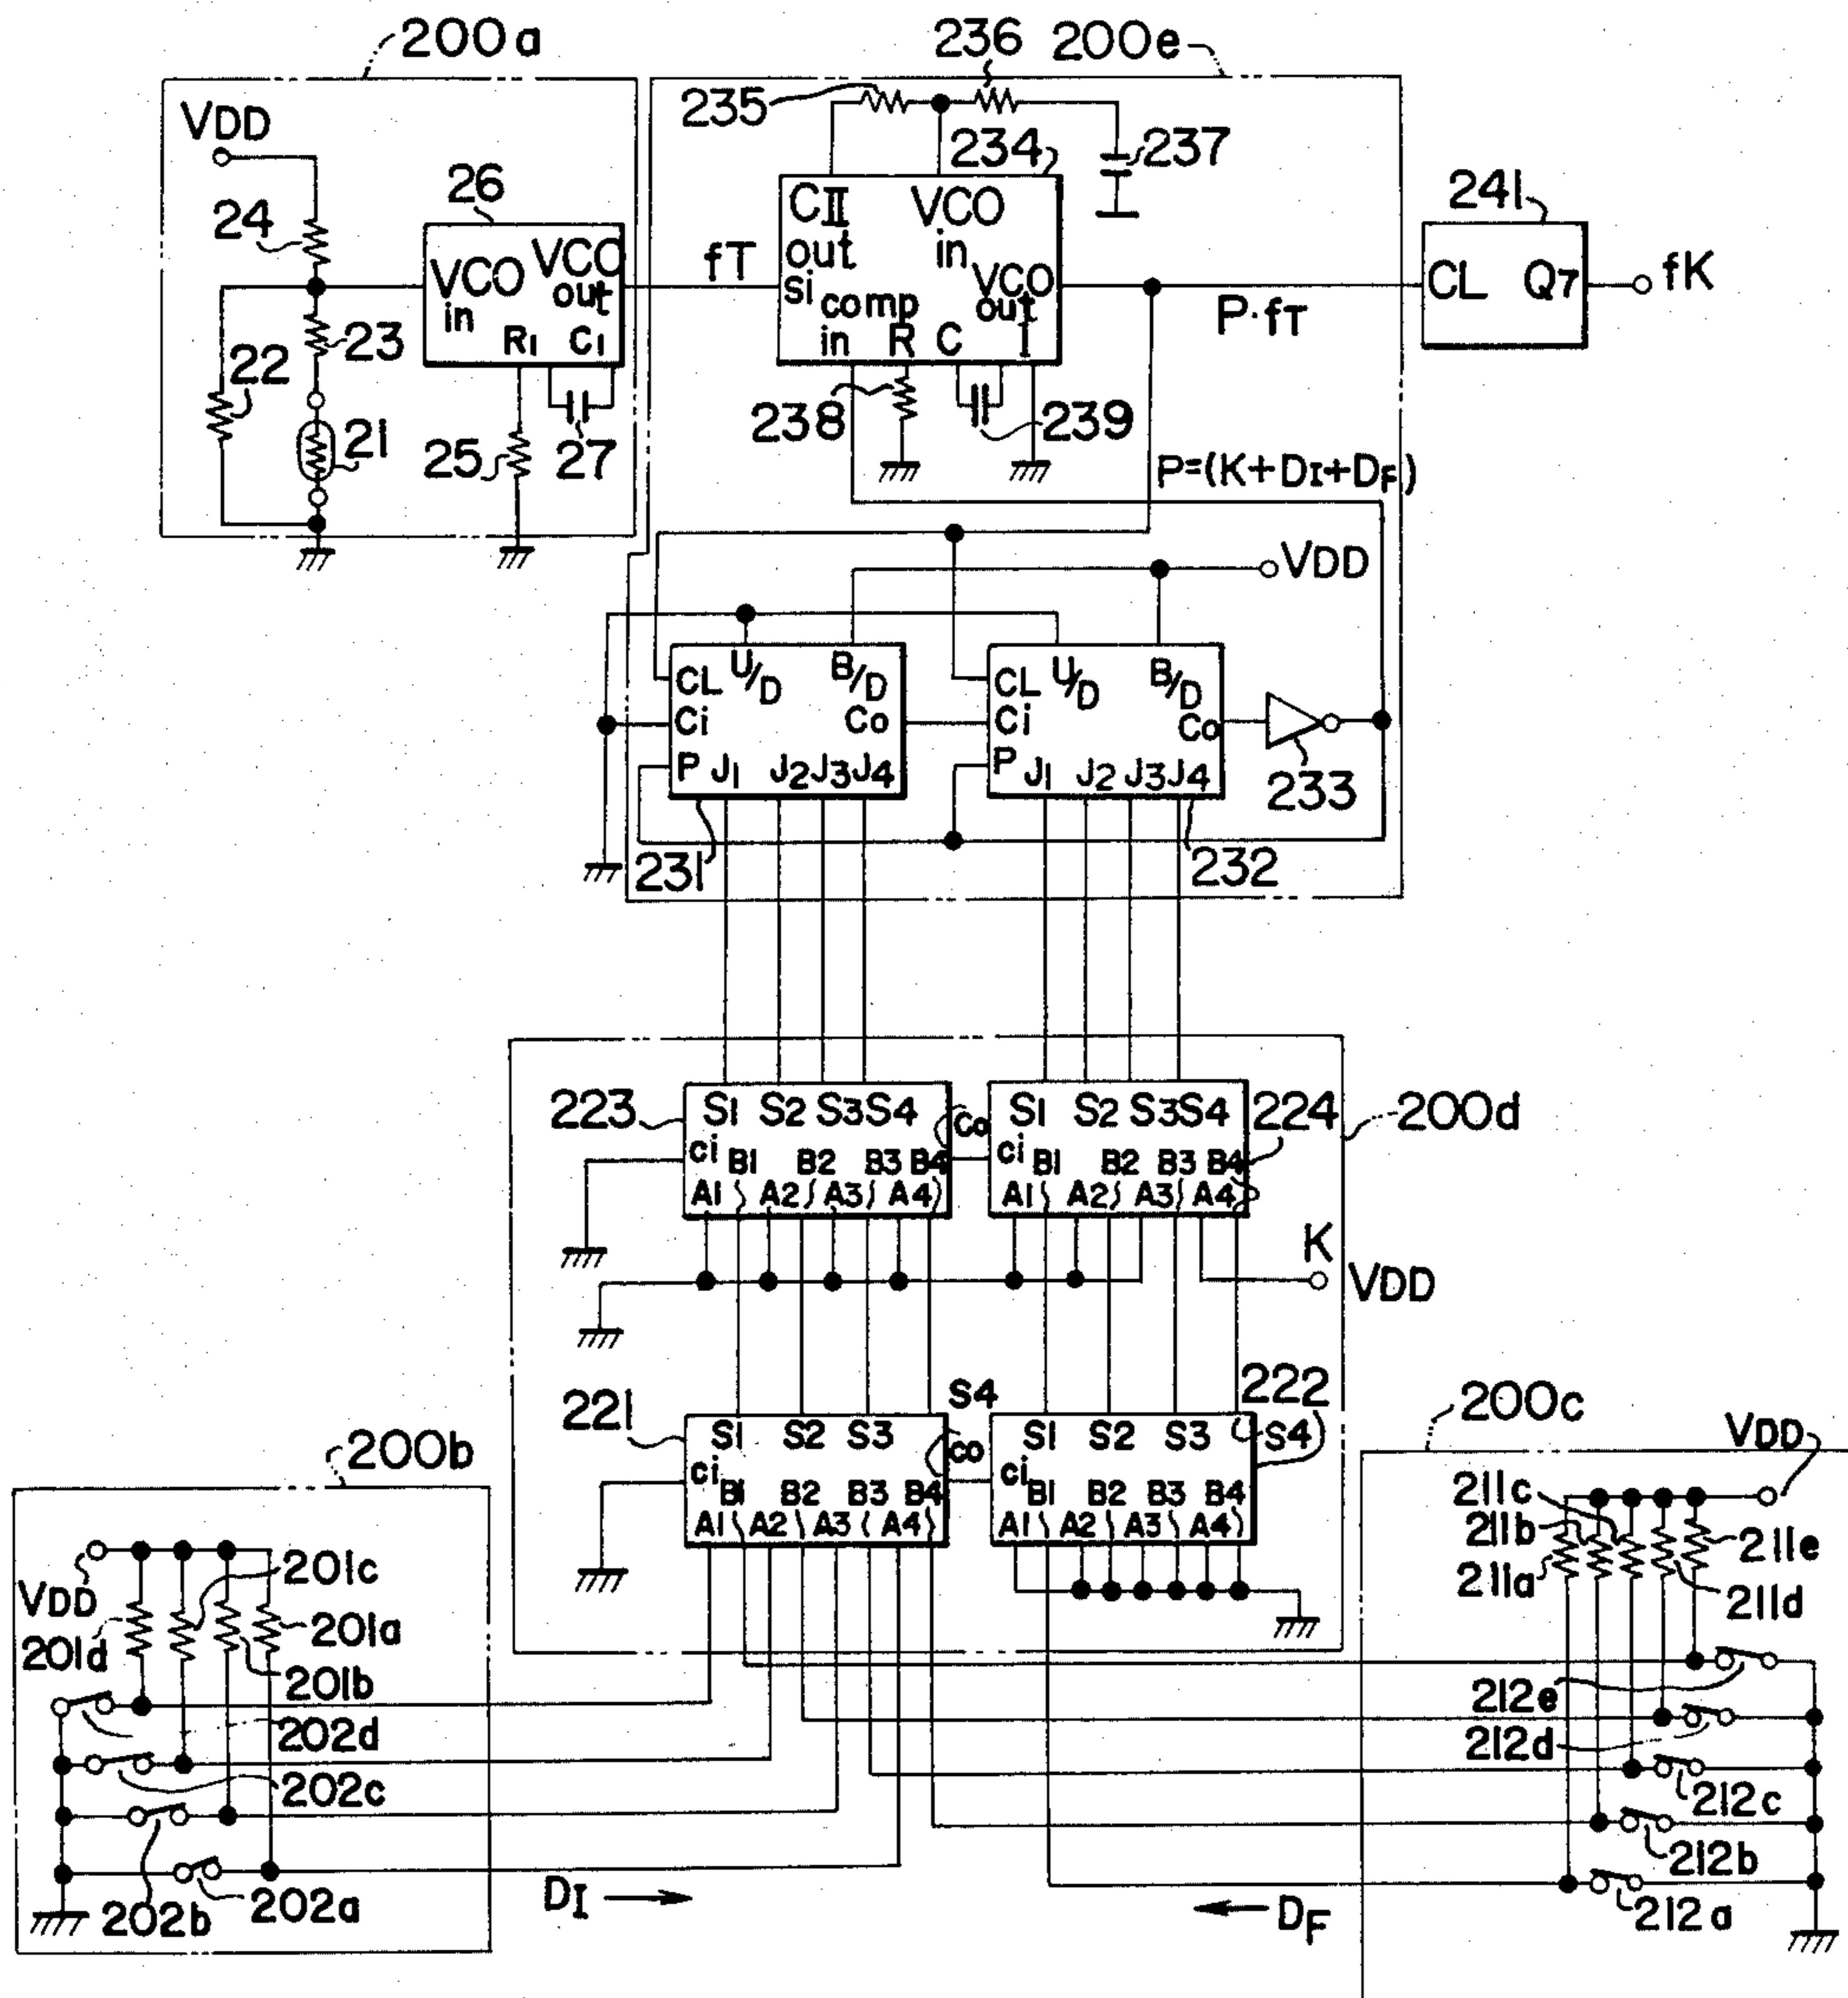 200a
236 200e
235
VDD
234 237
26
241
24
CII VCO
out in
VCO VCO
in out
fT
Si comp VCO
in out
CL Q7 fK
R1 C1
R C I
P·fT
23
22
238 239
21
25 27
P=(K+DI+DF)
VDD
CL U/D B/D
Ci Co
P J1 J2 J3 J4
CL U/D B/D
Ci Co
P J1 J2 J3 J4
233
231 232
223
S1 S2 S3 S4 Co
ci B1 B2 B3 B4
A1 A2 A3 A4
S1 S2 S3 S4
ci B1 B2 B3 B4
A1 A2 A3 A4
224 200d
K
VDD
221
S4 222
S1 S2 S3 co
ci B1 B2 B3 B4
A1 A2 A3 A4
S1 S2 S3 S4
ci B1 B2 B3 B4
A1 A2 A3 A4
200c
VDD
200b
211c
211b
211a 211e
211d
VDD 201c
201d 201a
201b
202d
202c
202b 202a
212e
212d
212c
212b
212a
DI
DF